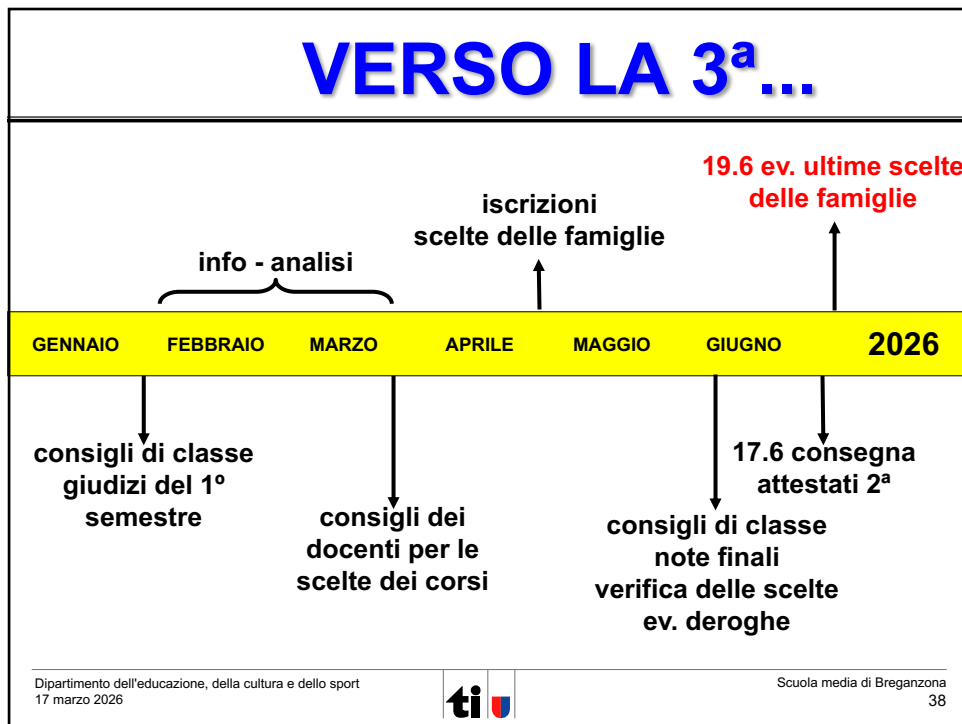 VERSO LA 3ª...
19.6 ev. ultime scelte
delle famiglie
iscrizioni
scelte delle famiglie
info - analisi
GENNAIO FEBBRAIO MARZO APRILE MAGGIO GIUGNO 2026
consigli di classe
giudizi del 1º
semestre
consigli dei
docenti per le
scelte dei corsi
consigli di classe
note finali
verifica delle scelte
ev. deroghe
17.6 consegna
attestati 2ª
Dipartimento dell'educazione, della cultura e dello sport
17 marzo 2026
ti
Scuola media di Breganzona
38